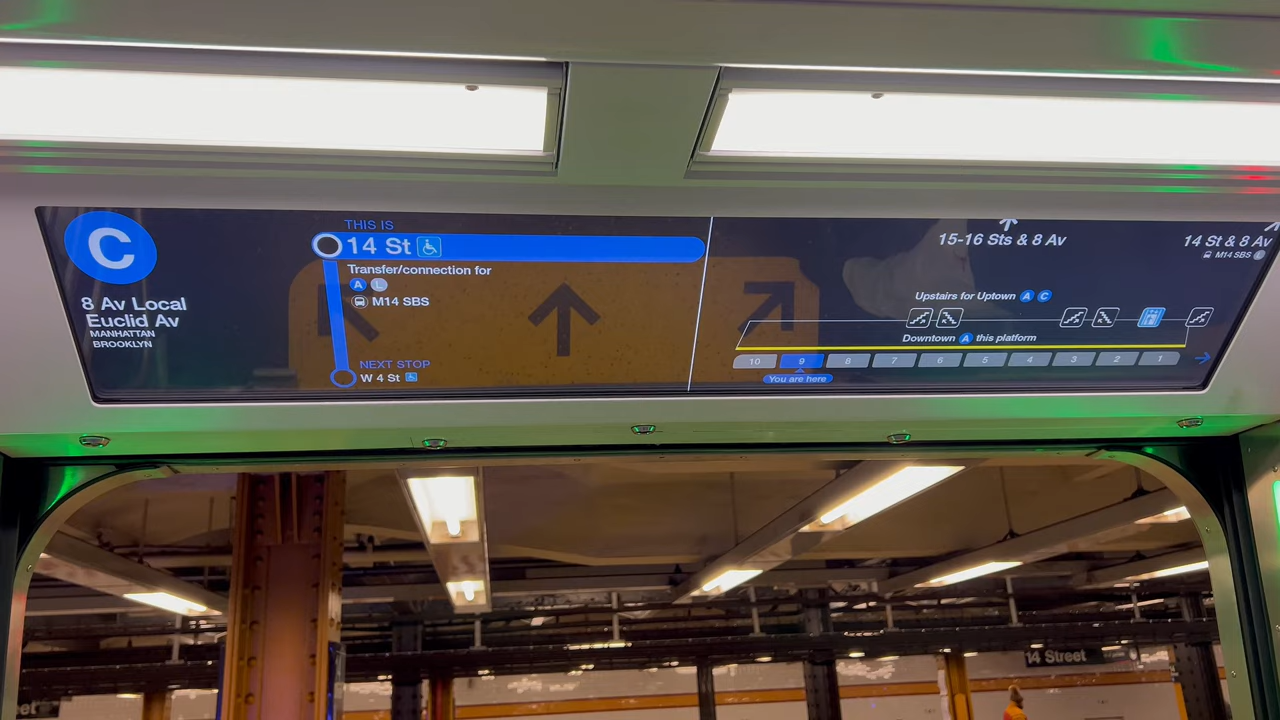 C
8 Av Local
Euclid Av
MANHATTAN
BROOKLYN
THIS IS
14 St
Transfer/connection for
A L
M14 SBS
NEXT STOP
W 4 St
15-16 Sts & 8 Av
14 St & 8 Av
M14 SBS L
Upstairs for Uptown A C
Downtown A this platform
10 9 8 7 6 5 4 3 2 1
You are here
14 Street
eet